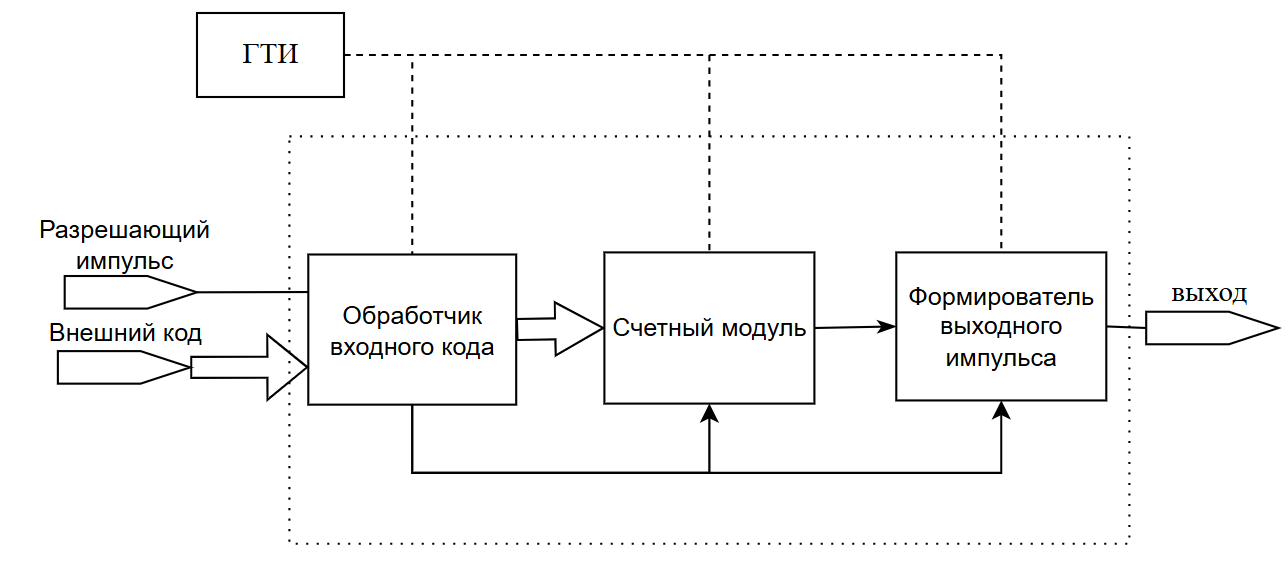 ГТИ
Разрешающий
импульс
Внешний код
Обработчик
входного кода
Счетный модуль
Формирователь
выходного
импульса
выход